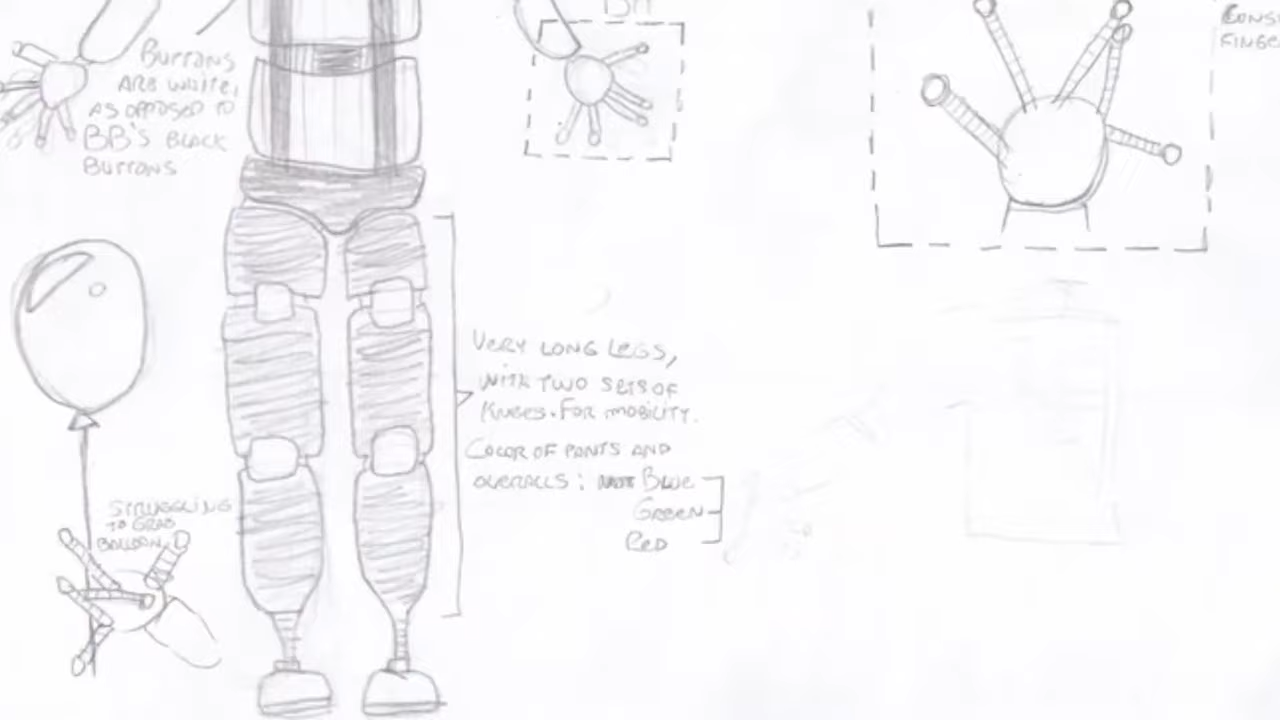 Buttons
are white,
as opposed to
BB's black
buttons
Very long legs,
with two sets of
knees. For mobility.
Color of pants and
overalls: not Blue
Green
Red
Struggling
to grab
balloon